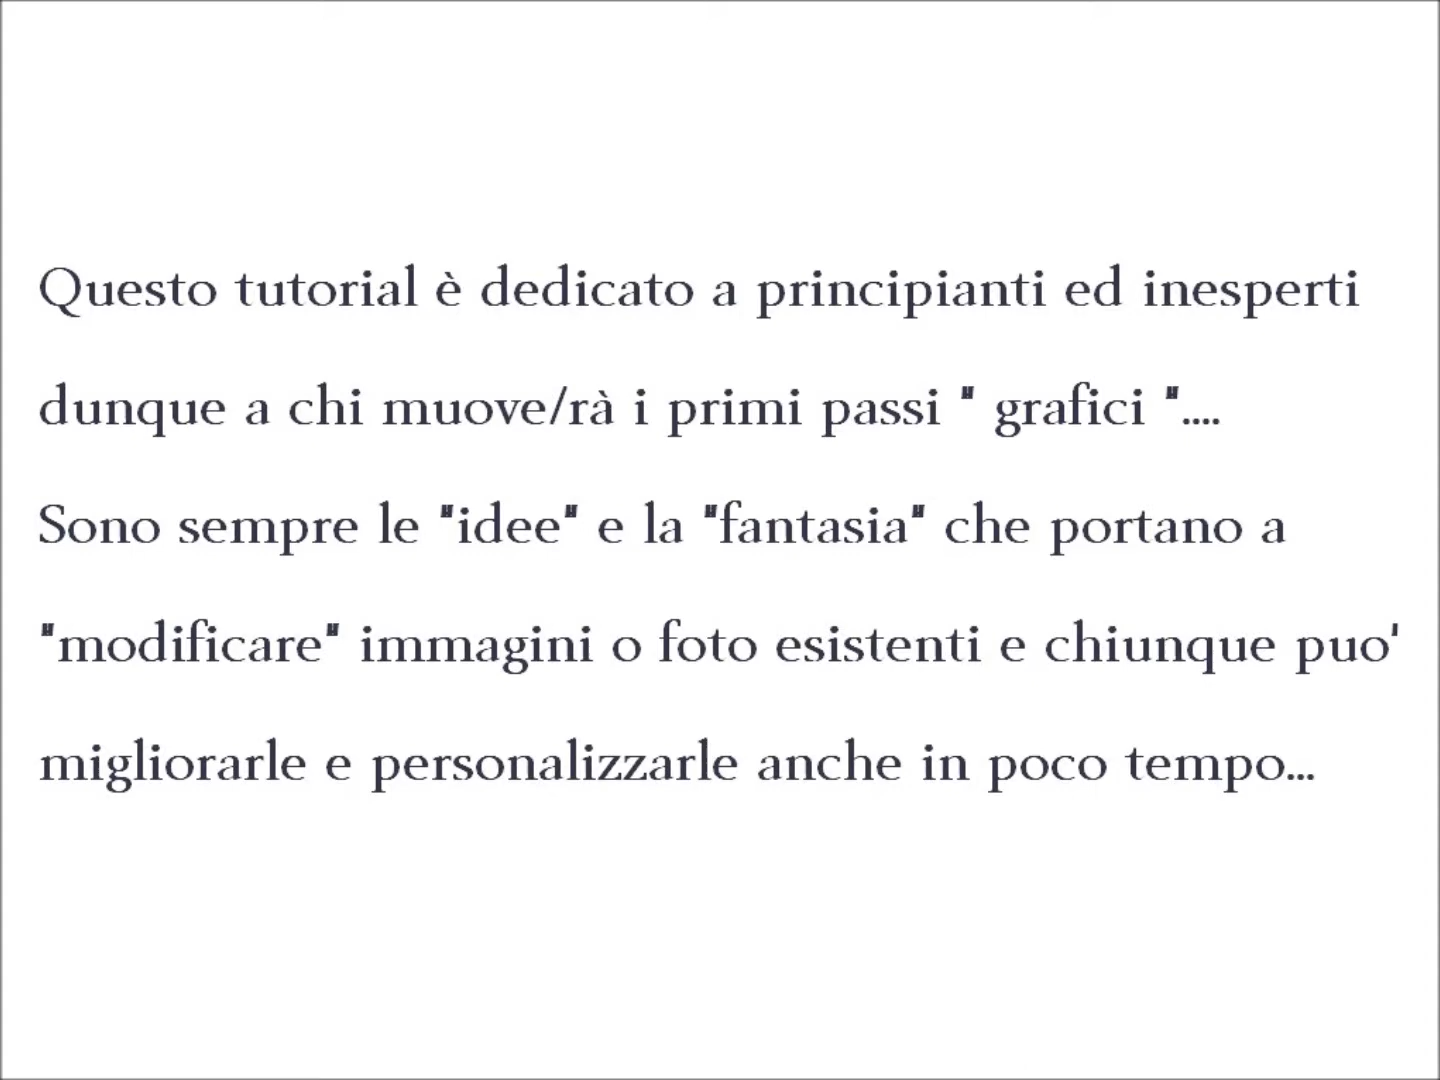 Questo tutorial è dedicato a principianti ed inesperti
dunque a chi muove/rà i primi passi " grafici "....
Sono sempre le "idee" e la "fantasia" che portano a
"modificare" immagini o foto esistenti e chiunque puo'
migliorarle e personalizzarle anche in poco tempo...